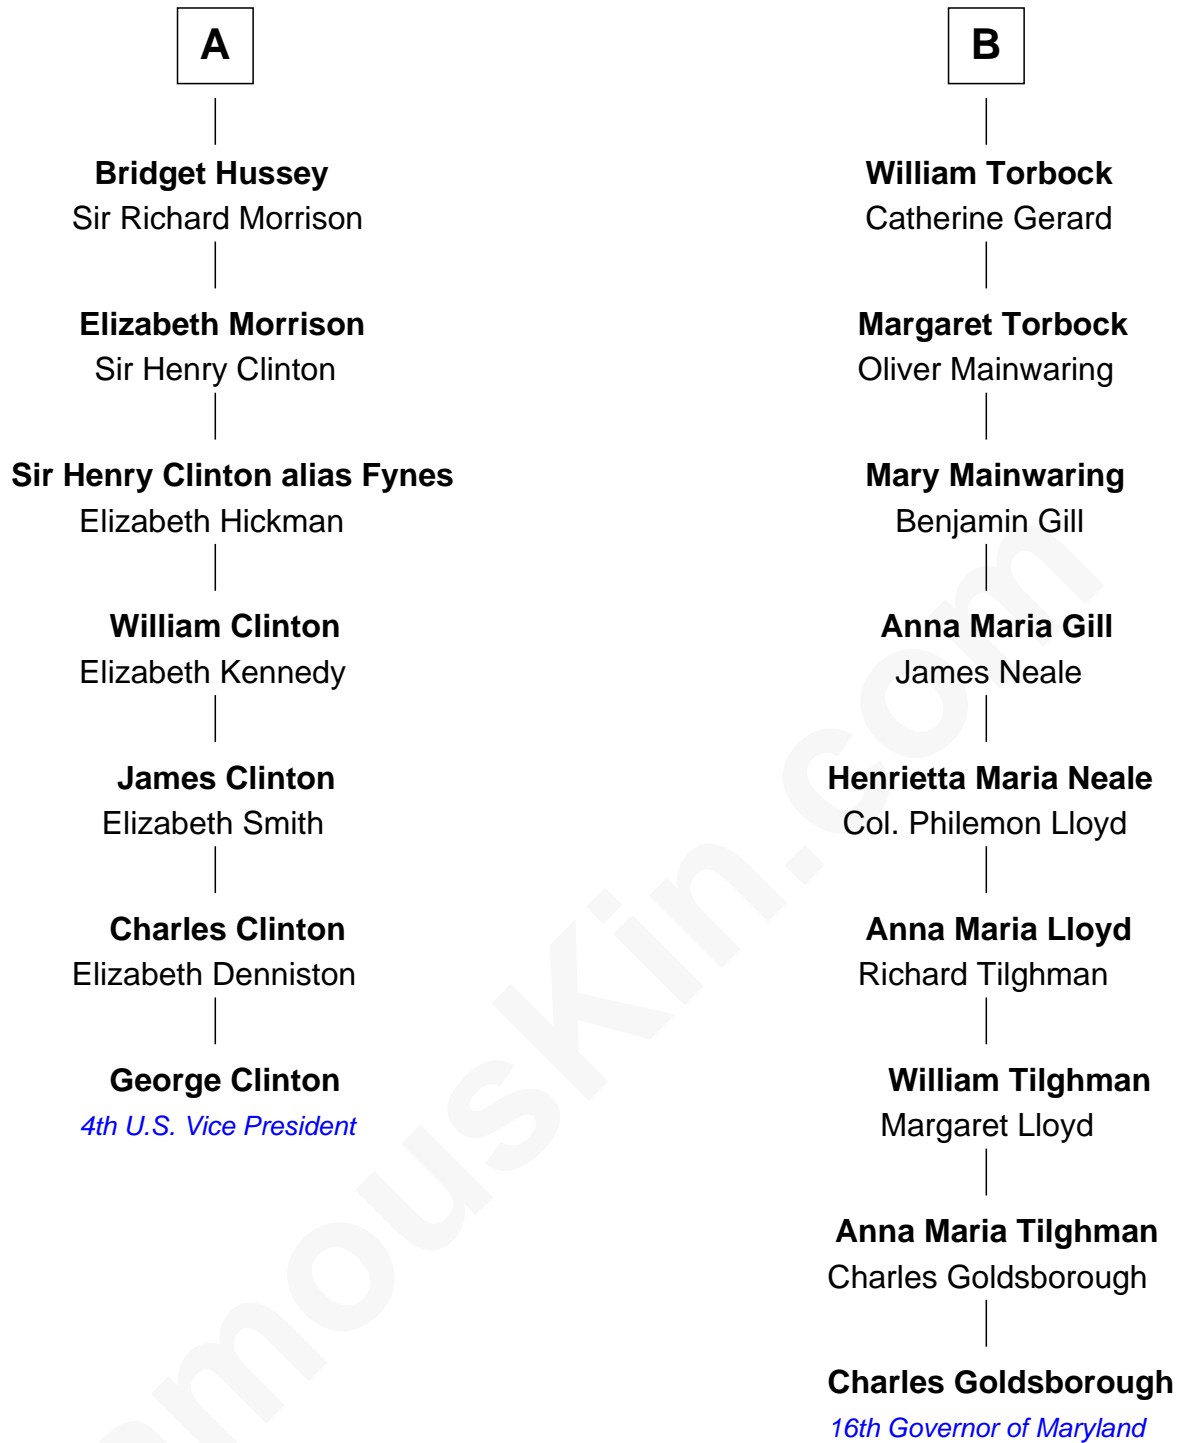 A
Bridget Hussey
Sir Richard Morrison
Elizabeth Morrison
Sir Henry Clinton
Sir Henry Clinton alias Fynes
Elizabeth Hickman
William Clinton
Elizabeth Kennedy
James Clinton
Elizabeth Smith
Charles Clinton
Elizabeth Denniston
George Clinton
4th U.S. Vice President
B
William Torbock
Catherine Gerard
Margaret Torbock
Oliver Mainwaring
Mary Mainwaring
Benjamin Gill
Anna Maria Gill
James Neale
Henrietta Maria Neale
Col. Philemon Lloyd
Anna Maria Lloyd
Richard Tilghman
William Tilghman
Margaret Lloyd
Anna Maria Tilghman
Charles Goldsborough
Charles Goldsborough
16th Governor of Maryland
amouskin.com